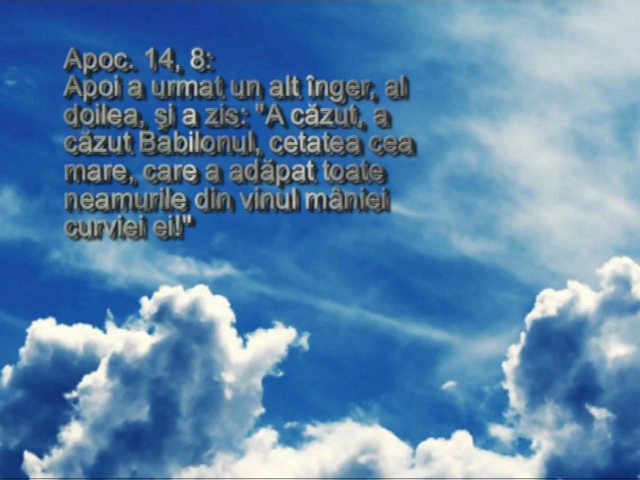 Apoc. 14, 8:
Apoi a urmat un alt înger, al
doilea, şi a zis: "A căzut, a
căzut Babilonul, cetatea cea
mare, care a adăpat toate
neamurile din vinul mâniei
curviei ei!"